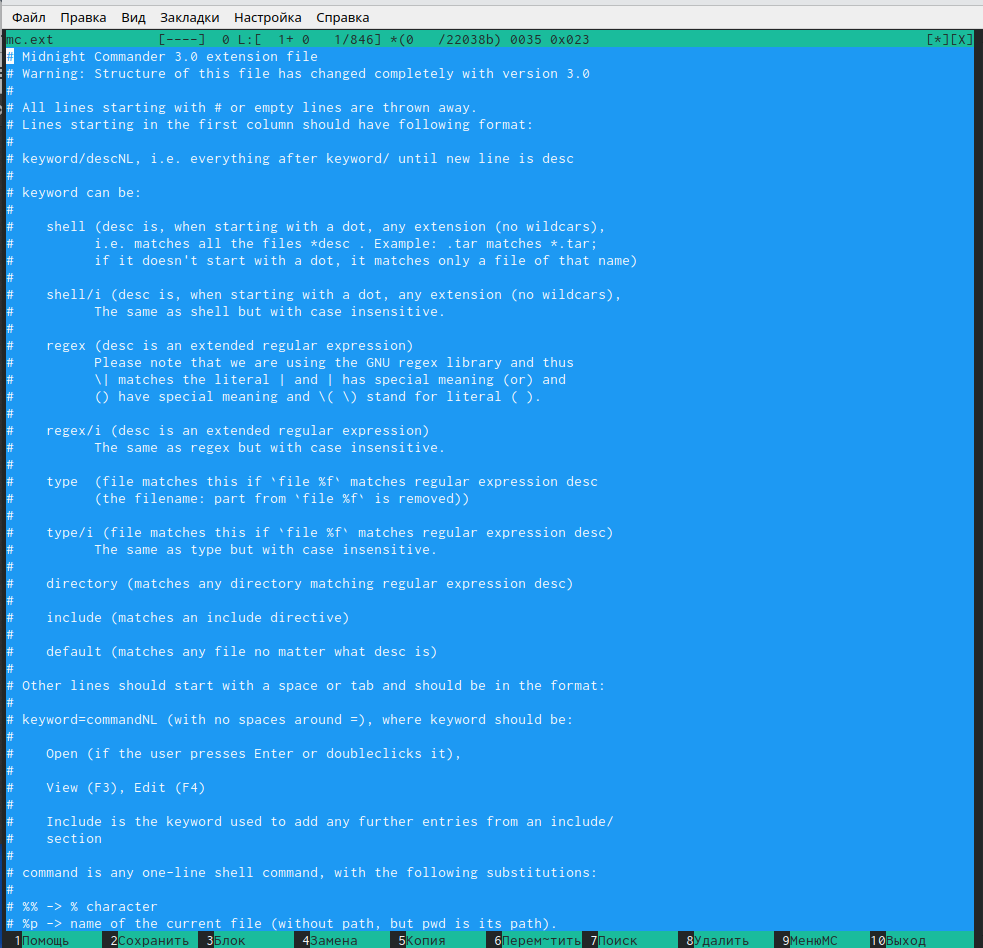 Файл Правка Вид Закладки Настройка Справка
mc.ext [----] 0 L:[ 1+ 0 1/846] *(0 /22038b) 0035 0x023 [*][X]
# Midnight Commander 3.0 extension file
# Warning: Structure of this file has changed completely with version 3.0
#
# All lines starting with # or empty lines are thrown away.
# Lines starting in the first column should have following format:
#
# keyword/descNL, i.e. everything after keyword/ until new line is desc
#
# keyword can be:
#
#    shell (desc is, when starting with a dot, any extension (no wildcars),
#          i.e. matches all the files *desc . Example: .tar matches *.tar;
#          if it doesn't start with a dot, it matches only a file of that name)
#
#    shell/i (desc is, when starting with a dot, any extension (no wildcars),
#          The same as shell but with case insensitive.
#
#    regex (desc is an extended regular expression)
#          Please note that we are using the GNU regex library and thus
#          \| matches the literal | and | has special meaning (or) and
#          () have special meaning and \( \) stand for literal ( ).
#
#    regex/i (desc is an extended regular expression)
#          The same as regex but with case insensitive.
#
#    type  (file matches this if `file %f` matches regular expression desc
#          (the filename: part from `file %f` is removed))
#
#    type/i (file matches this if `file %f` matches regular expression desc)
#          The same as type but with case insensitive.
#
#    directory (matches any directory matching regular expression desc)
#
#    include (matches an include directive)
#
#    default (matches any file no matter what desc is)
#
# Other lines should start with a space or tab and should be in the format:
#
# keyword=commandNL (with no spaces around =), where keyword should be:
#
#    Open (if the user presses Enter or doubleclicks it),
#
#    View (F3), Edit (F4)
#
#    Include is the keyword used to add any further entries from an include/
#    section
#
# command is any one-line shell command, with the following substitutions:
#
# %% -> % character
# %p -> name of the current file (without path, but pwd is its path).
1Помощь 2Сохранить 3Блок 4Замена 5Копия 6Перем~тить 7Поиск 8Удалить 9МенюMC 10Выход